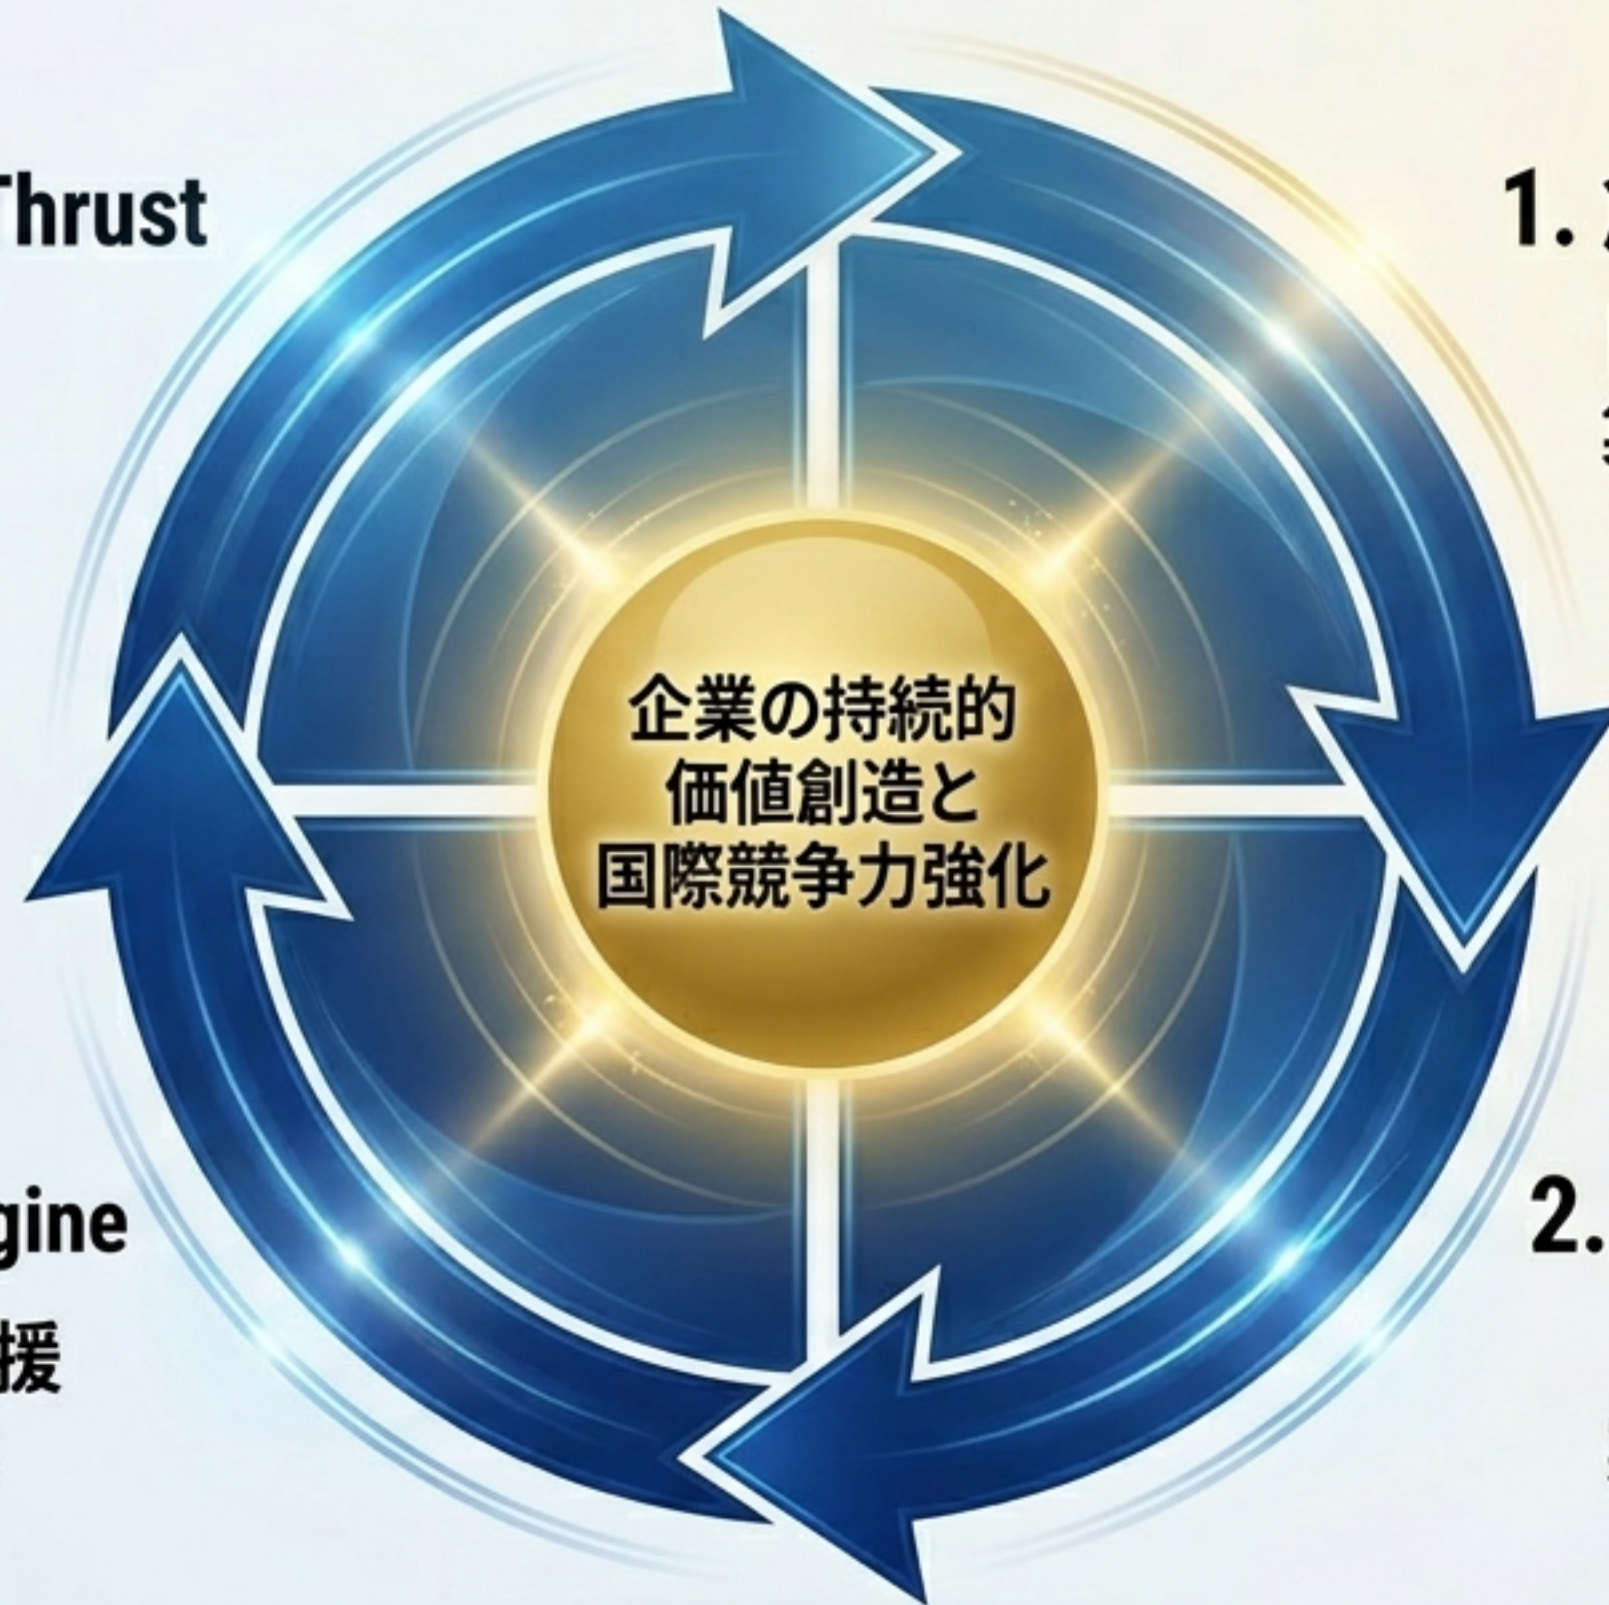 Thrust
1.
企業の持続的
価値創造と
国際競争力強化
gine
2.
援